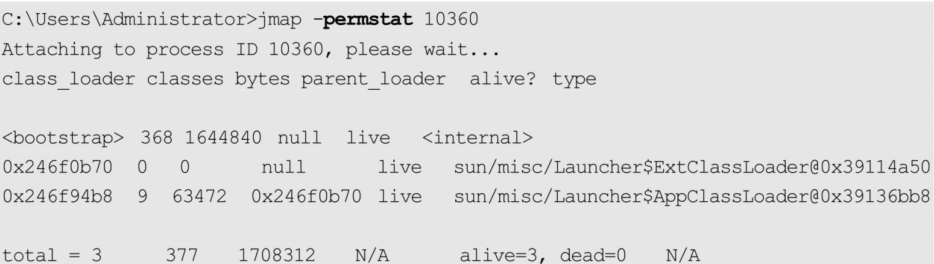 C:\Users\Administrator>jmap -permstat 10360
Attaching to process ID 10360, please wait...
class_loader classes bytes parent_loader  alive?  type
<bootstrap>  368 1644840  null  live  <internal>
0x246f0b70  0  0  null  live  sun/misc/Launcher$ExtClassLoader@0x39114a50
0x246f94b8  9  63472  0x246f0b70  live  sun/misc/Launcher$AppClassLoader@0x39136bb8
total = 3  377  1708312  N/A  alive=3, dead=0  N/A